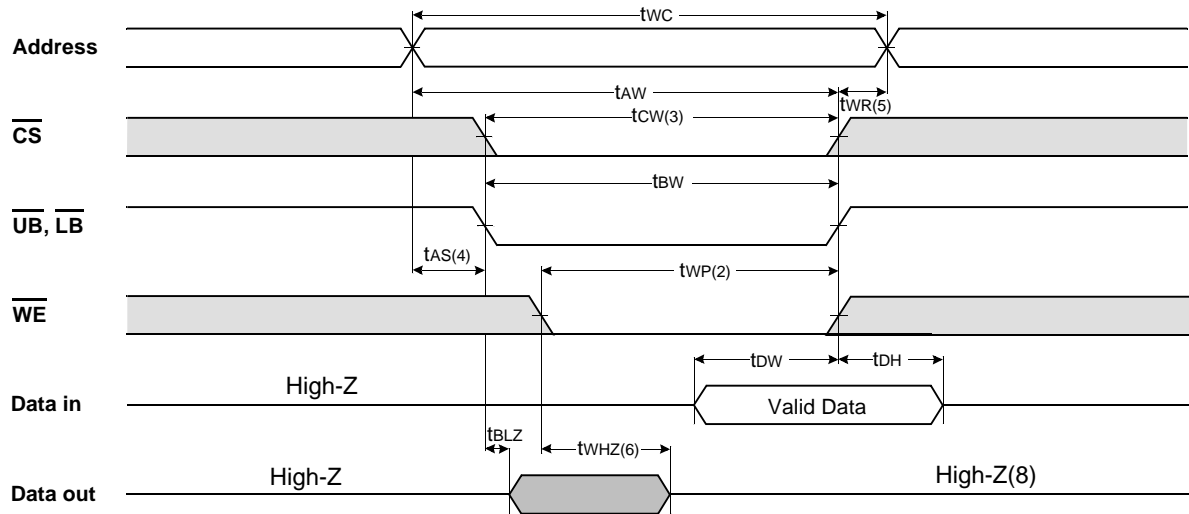 tWC
Address
tAW
tWR(5)
tCW(3)
CS
tBW
UB, LB
tAS(4)
tWP(2)
WE
tDW
tDH
High-Z
Data in
Valid Data
tBLZ
tWHZ(6)
High-Z
High-Z(8)
Data out